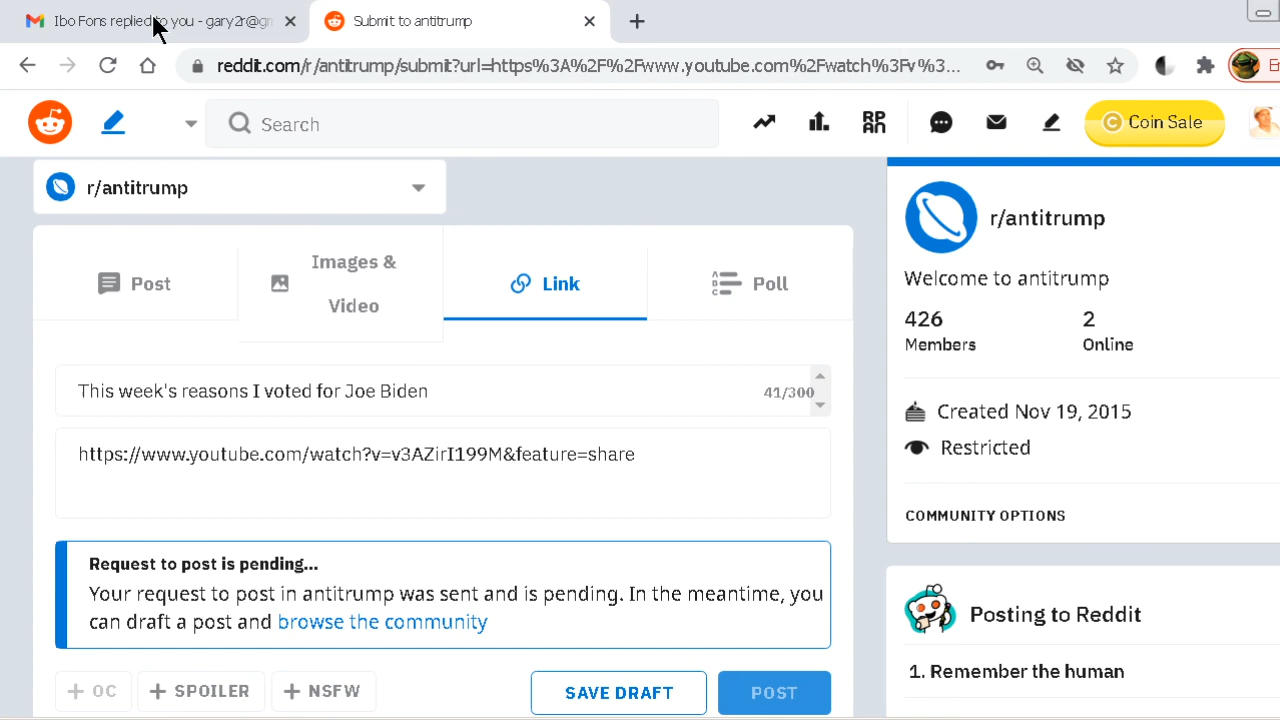 Ibō Fons replied to you - gary2r@gr
Submit to antitrump
reddit.com/r/antitrump/submit?url=https%3A%2F%2Fwww.youtube.com%2Fwatch%3Fv%3...
Search
RPAN
Coin Sale
r/antitrump
r/antitrump
Welcome to antitrump
426
Members
2
Online
Created Nov 19, 2015
Restricted
COMMUNITY OPTIONS
Post
Images &
Video
Link
Poll
This week's reasons I voted for Joe Biden
41/300
https://www.youtube.com/watch?v=v3AZirI199M&feature=share
Request to post is pending...
Your request to post in antitrump was sent and is pending. In the meantime, you
can draft a post and browse the community
+ OC
+ SPOILER
+ NSFW
SAVE DRAFT
POST
Posting to Reddit
1. Remember the human